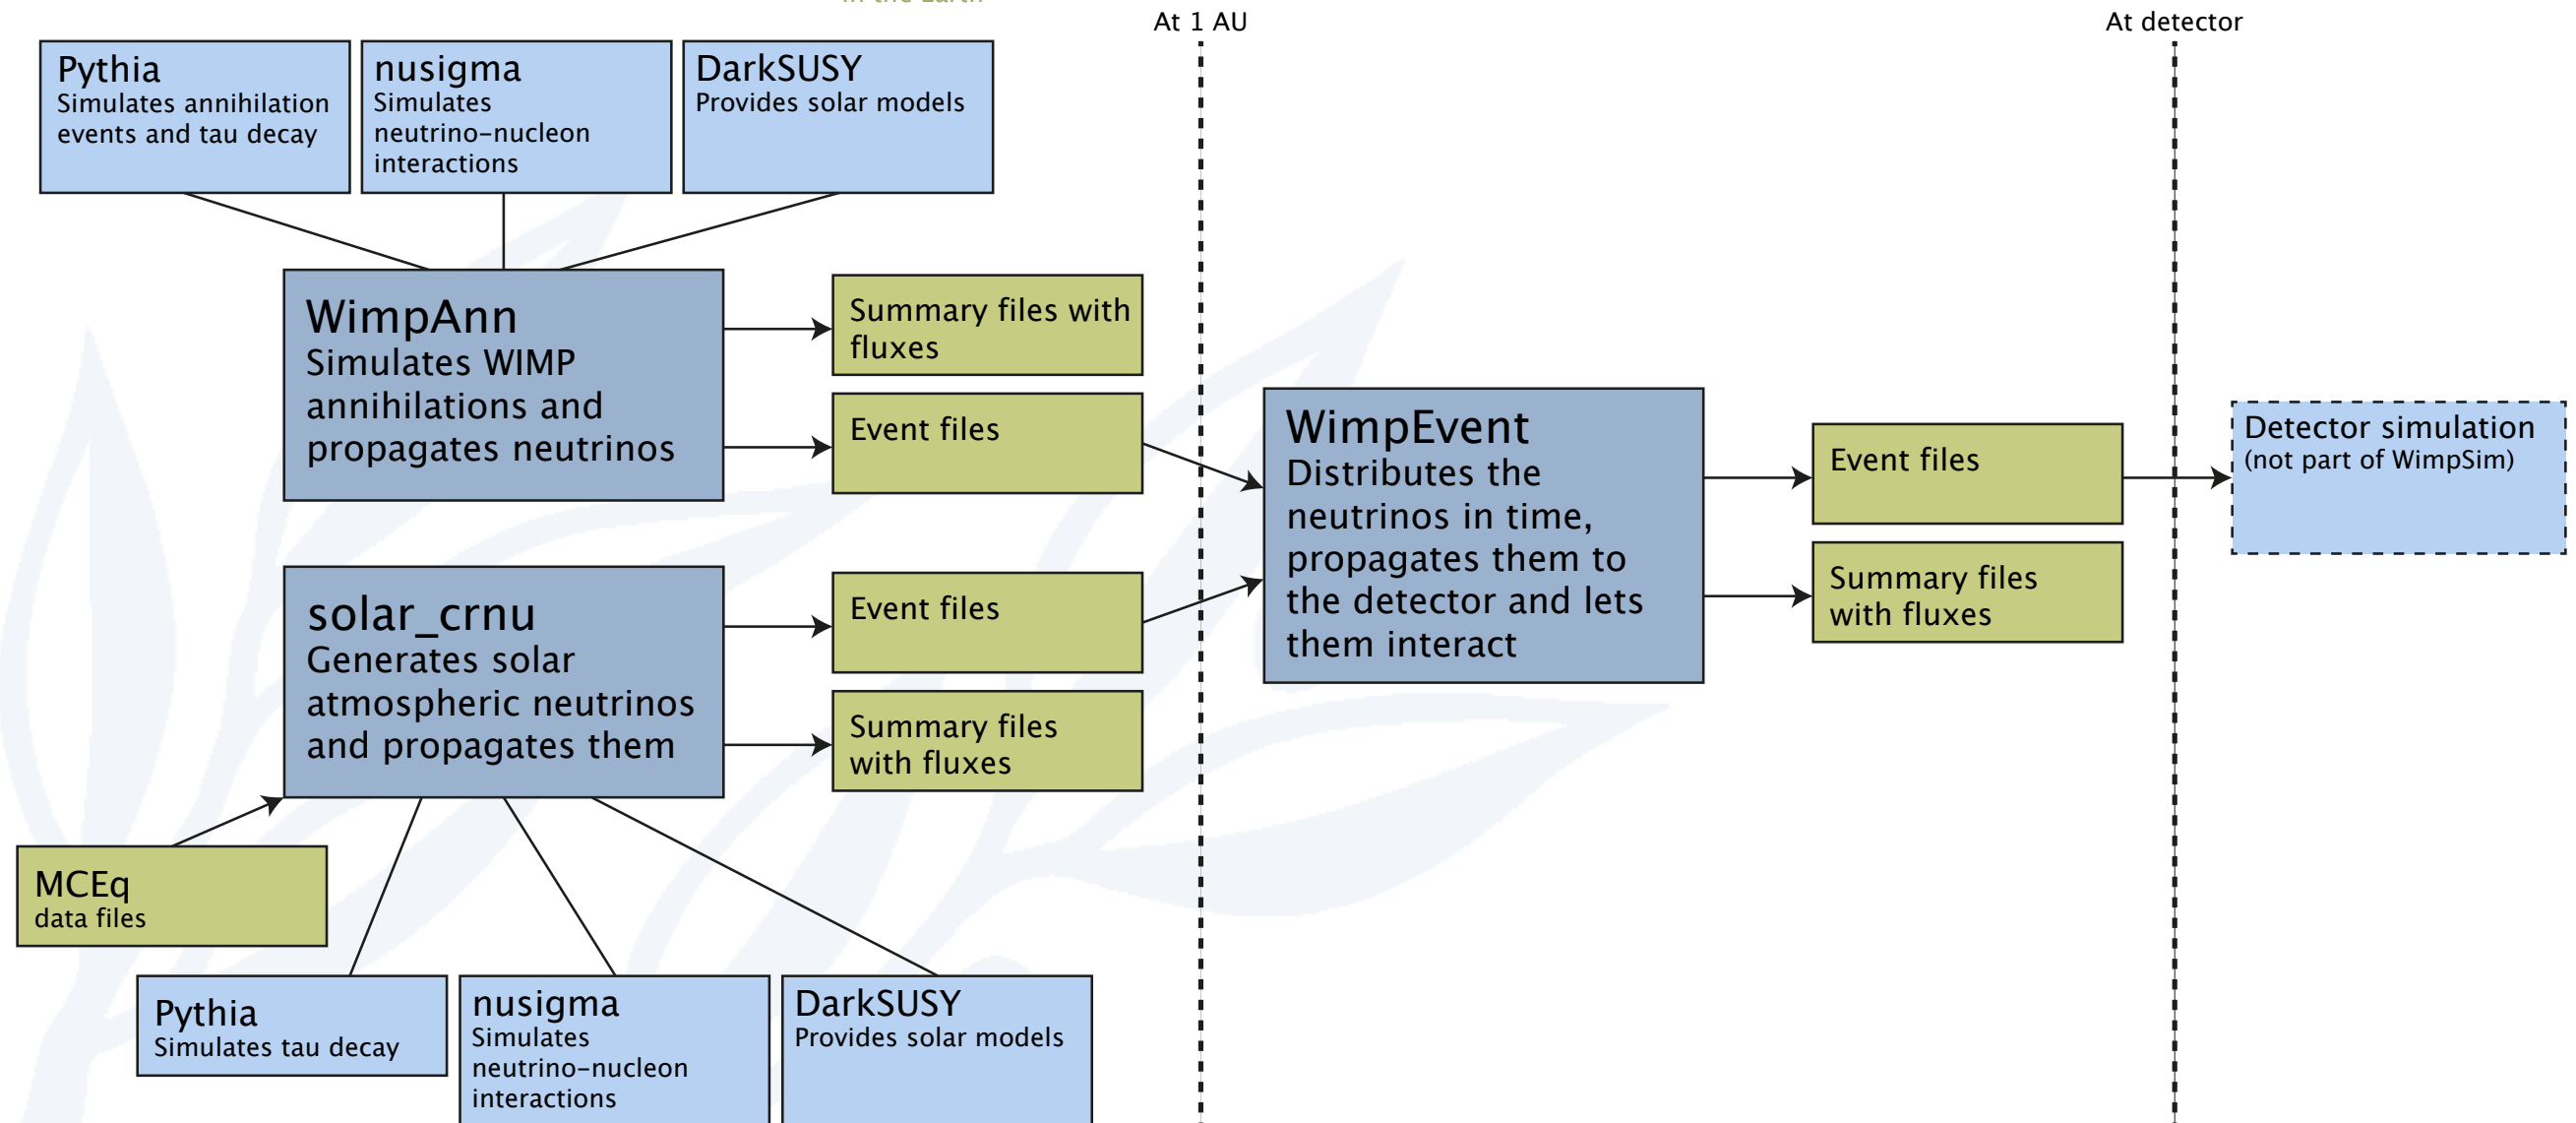 in the Earth
At 1 AU
At detector
Pythia
Simulates annihilation
events and tau decay
nusigma
Simulates
neutrino-nucleon
interactions
DarkSUSY
Provides solar models
WimpAnn
Simulates WIMP
annihilations and
propagates neutrinos
Summary files with
fluxes
Event files
WimpEvent
Distributes the
neutrinos in time,
propagates them to
the detector and lets
them interact
Event files
Summary files
with fluxes
Detector simulation
(not part of WimpSim)
solar_crnu
Generates solar
atmospheric neutrinos
and propagates them
Event files
Summary files
with fluxes
MCEq
data files
Pythia
Simulates tau decay
nusigma
Simulates
neutrino-nucleon
interactions
DarkSUSY
Provides solar models